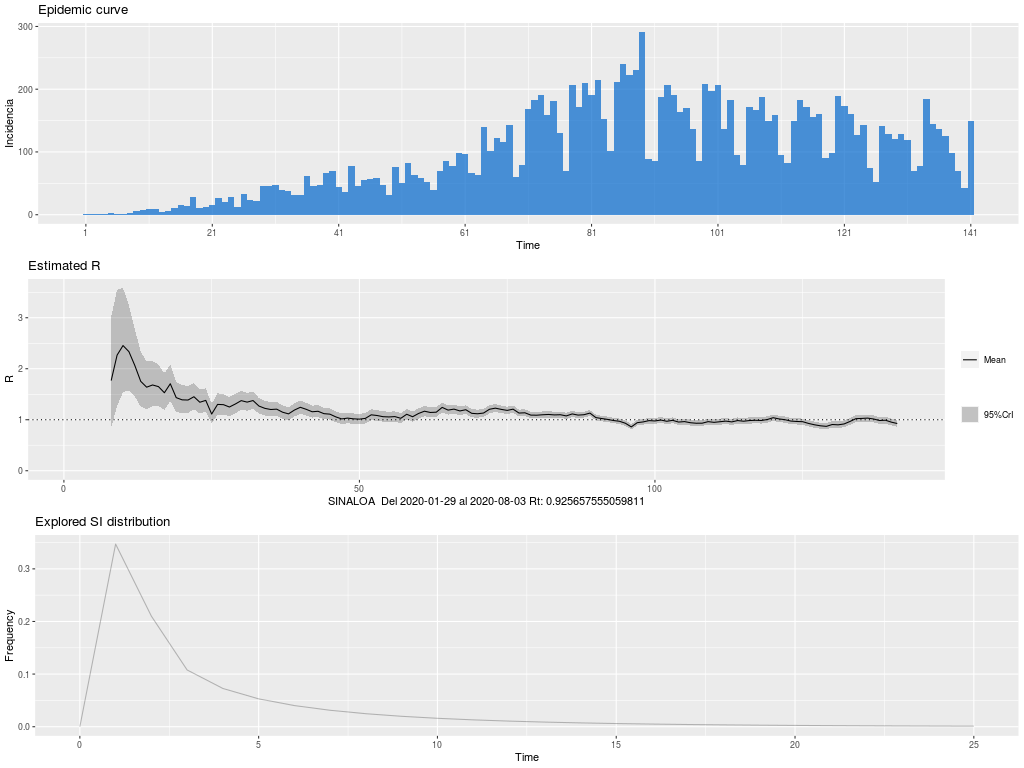 Epidemic curve
300
200
100
0
Incidencia
1 21 41 61 81 101 121 141
Time
Estimated R
3
2
1
0
R
Mean
95%CrI
0 50 100
SINALOA Del 2020-01-29 al 2020-08-03 Rt: 0.925657555059811
Explored SI distribution
0.3
0.2
0.1
0.0
Frequency
0 5 10 15 20 25
Time